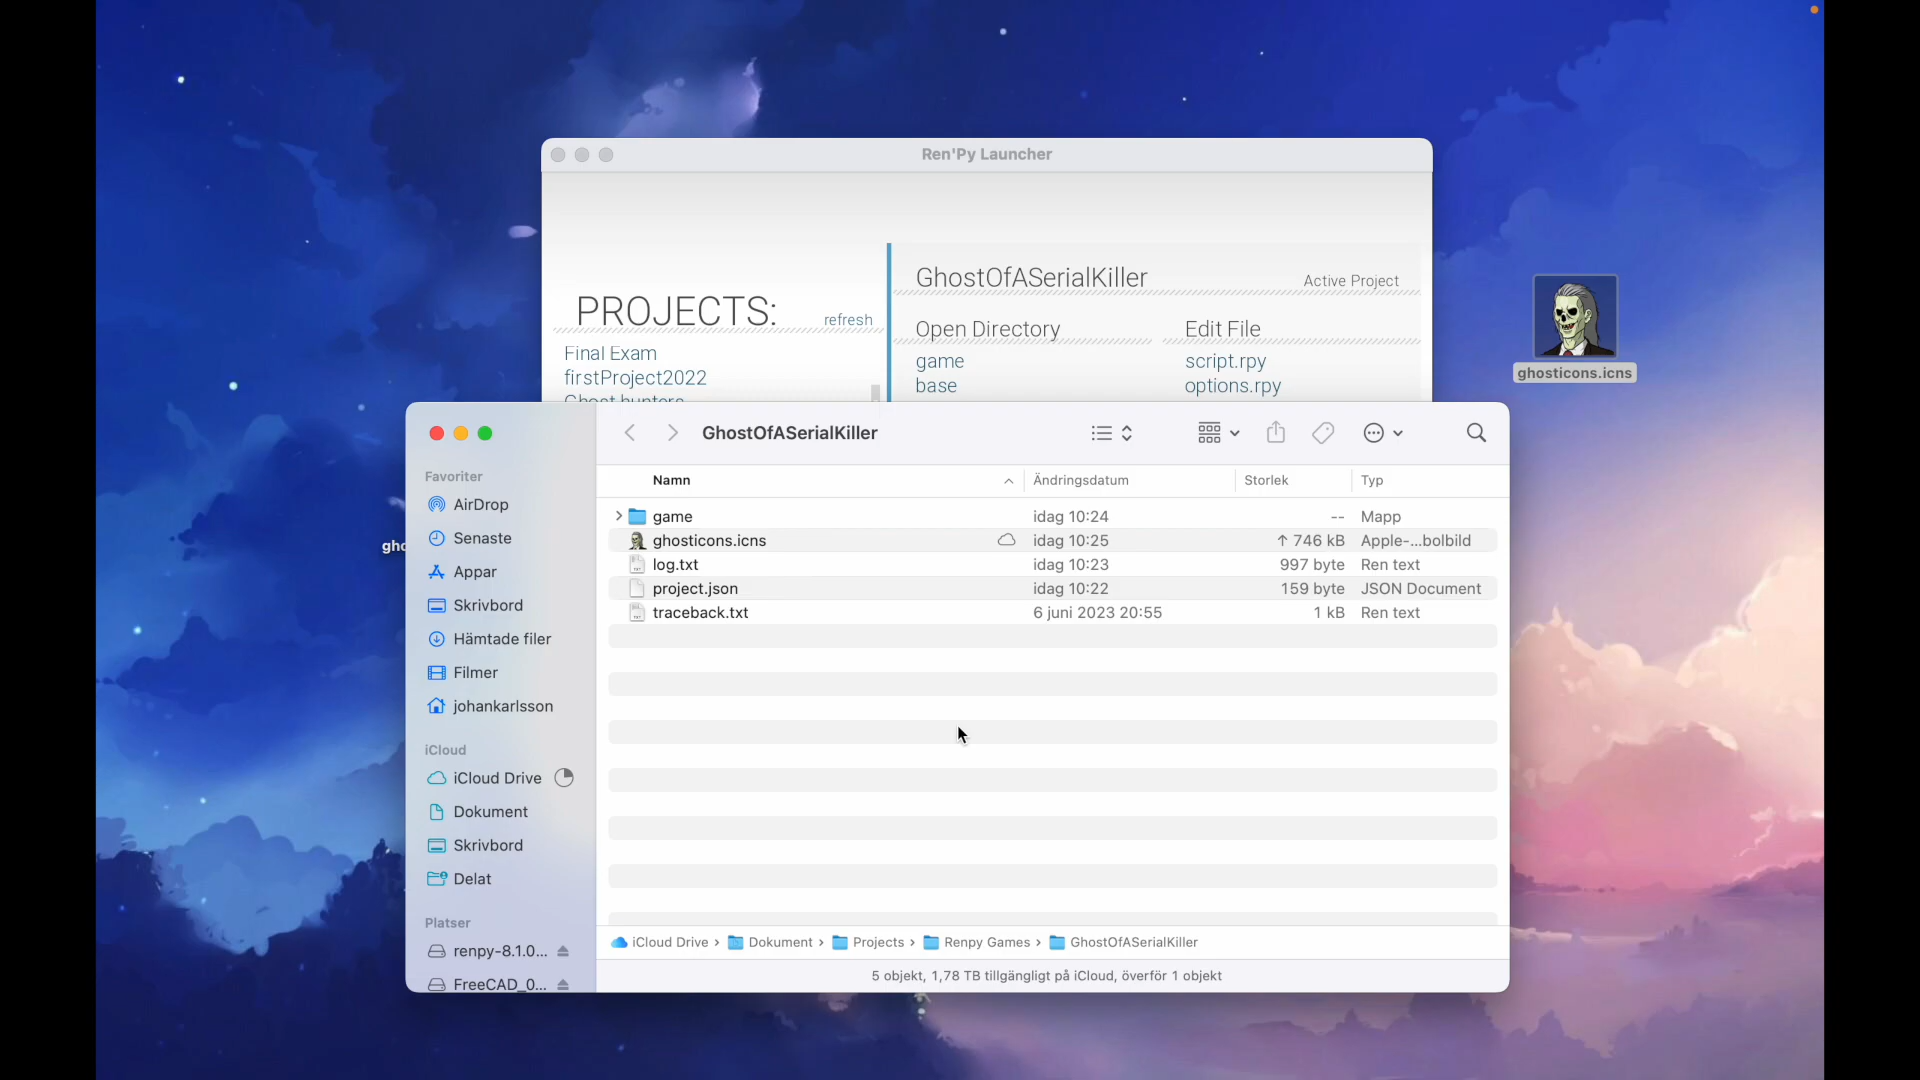 Ren'Py Launcher
PROJECTS:
refresh
Final Exam
firstProject2022
Ghost hunters
GhostOfASerialKiller
Active Project
Open Directory
Edit File
game
script.rpy
base
options.rpy
ghosticons.icns
gho
GhostOfASerialKiller
Favoriter
AirDrop
Senaste
Appar
Skrivbord
Hämtade filer
Filmer
johankarlsson
iCloud
iCloud Drive
Dokument
Skrivbord
Delat
Platser
renpy-8.1.0...
FreeCAD_0...
Namn Ändringsdatum Storlek Typ
game idag 10:24 -- Mapp
ghosticons.icns idag 10:25 ↑ 746 kB Apple-...bolbild
log.txt idag 10:23 997 byte Ren text
project.json idag 10:22 159 byte JSON Document
traceback.txt 6 juni 2023 20:55 1 kB Ren text
iCloud Drive › Dokument › Projects › Renpy Games › GhostOfASerialKiller
5 objekt, 1,78 TB tillgängligt på iCloud, överför 1 objekt